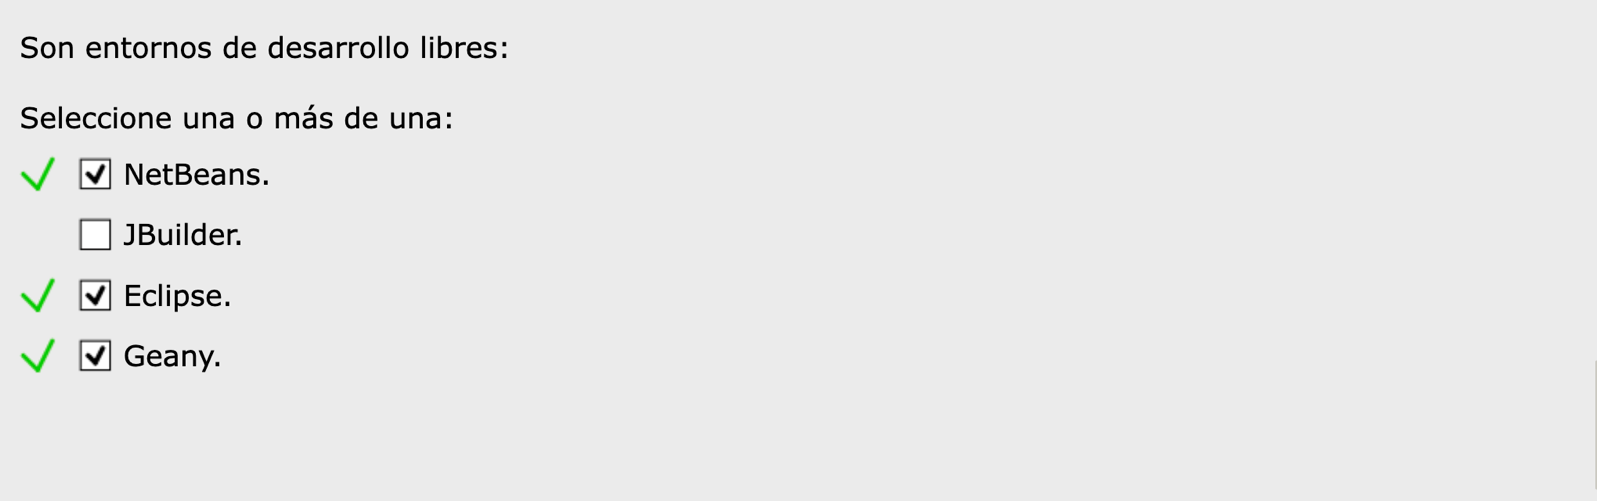 Son entornos de desarrollo libres:
Seleccione una o más de una:
NetBeans.
JBuilder.
Eclipse.
Geany.